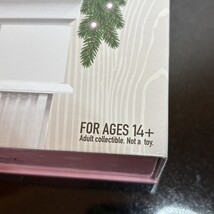 FOR AGES 14+
Adult collectible. Not a toy.